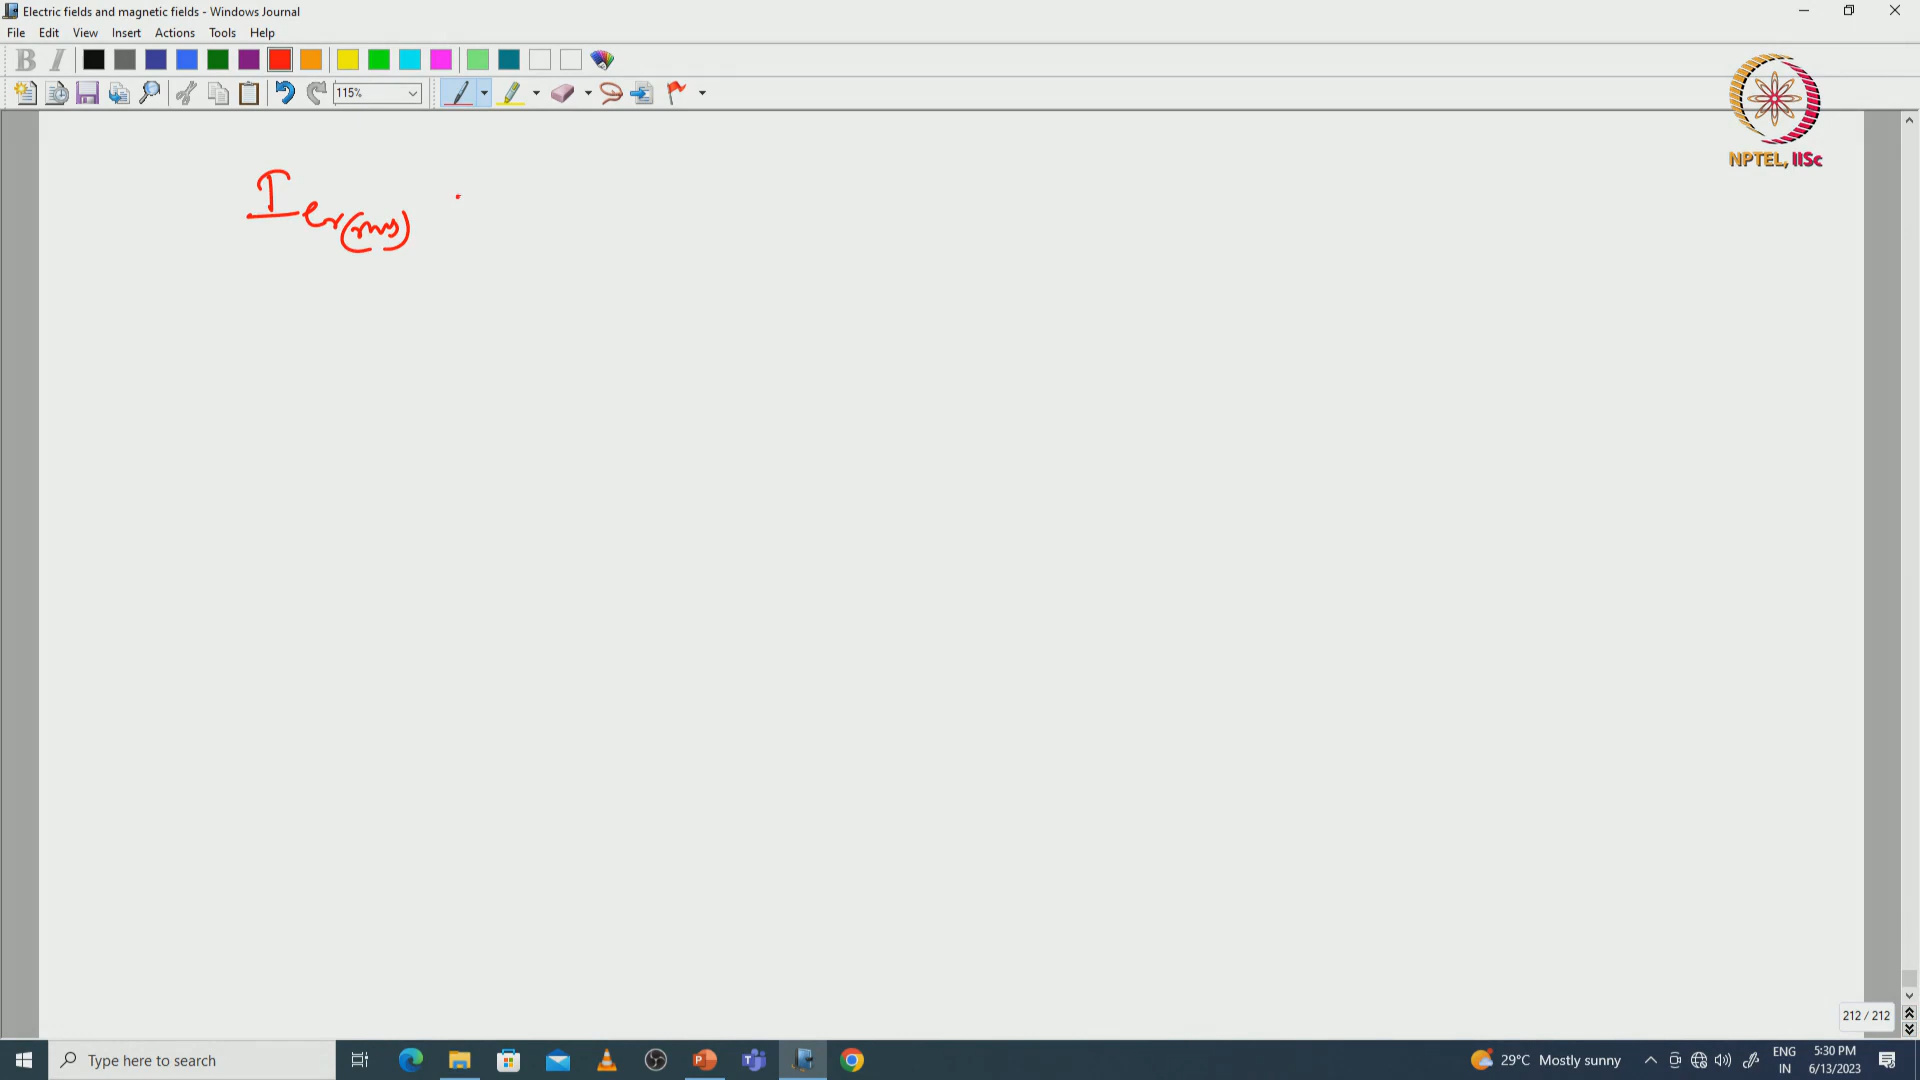 Electric fields and magnetic fields - Windows Journal
File Edit View Insert Actions Tools Help
B I
115%
NPTEL, IISc
I er(rms)
212 / 212
Type here to search
29°C Mostly sunny
ENG 5:30 PM
IN 6/13/2023